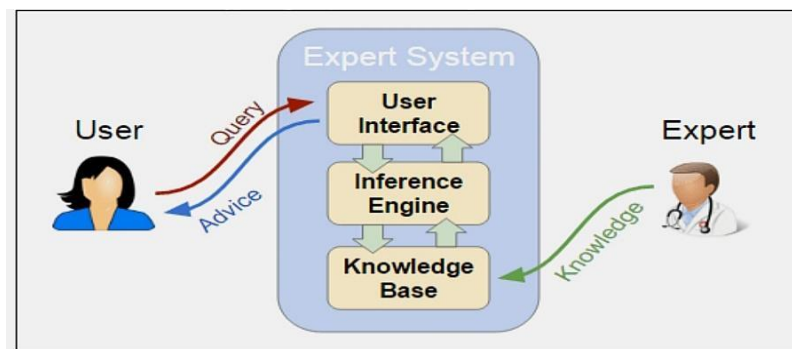 Expert System
User
Interface
User
Query
Advice
Inference
Engine
Expert
Knowledge
Knowledge
Base